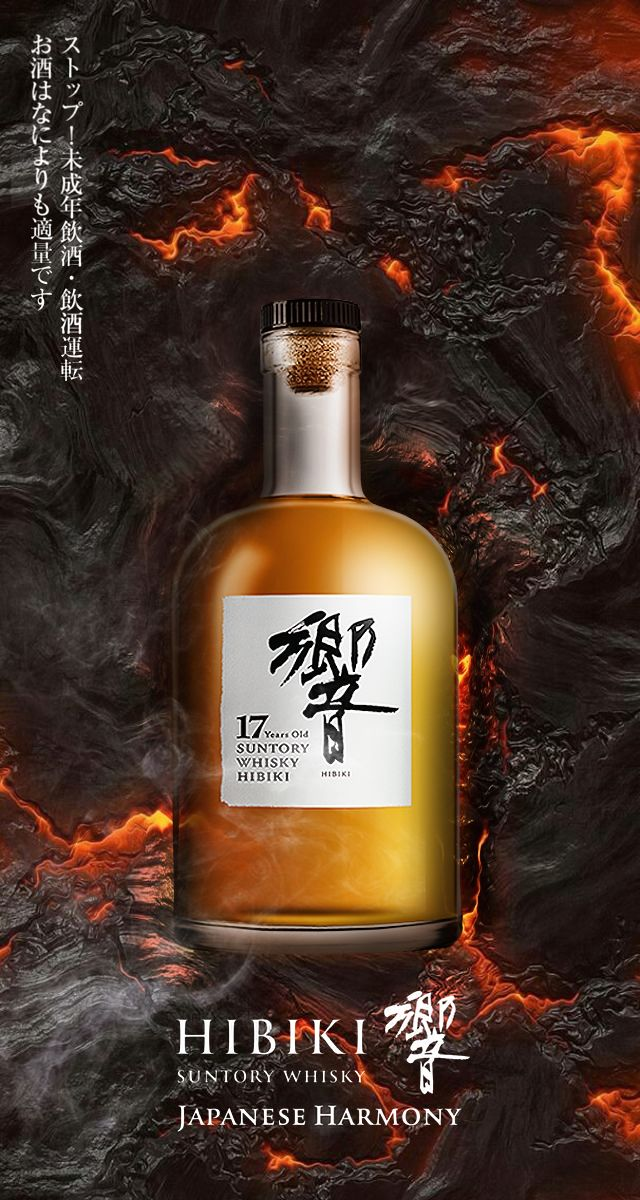 ストップ！未成年飲酒・飲酒運転
お酒はなによりも適量です
響
17 Years Old
SUNTORY
WHISKY
HIBIKI
HIBIKI
HIBIKI 響
SUNTORY WHISKY
JAPANESE HARMONY